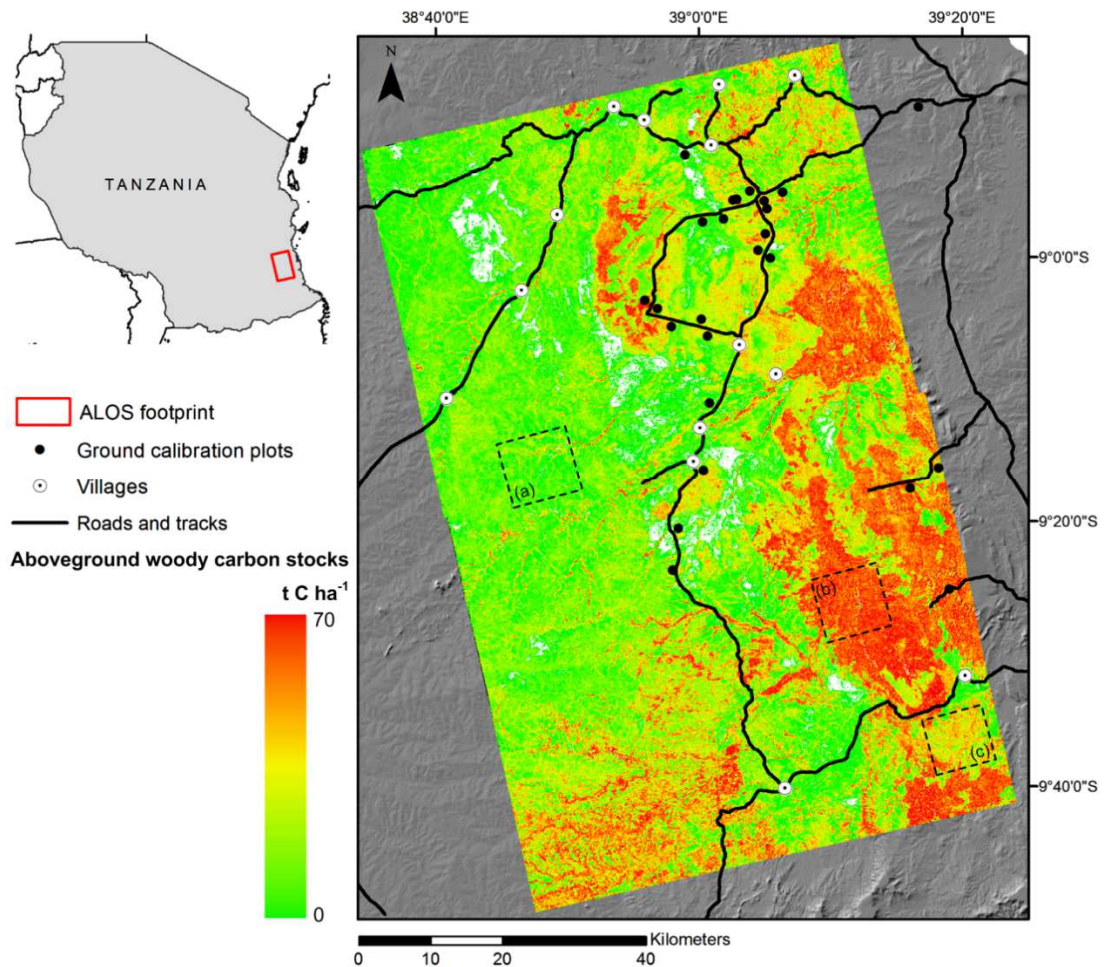 38°40'0"E
39°0'0"E
39°20'0"E
N
TANZANIA
9°0'0"S
ALOS footprint
Ground calibration plots
Villages
Roads and tracks
Aboveground woody carbon stocks
t C ha-1
70
0
(a)
9°20'0"S
(b)
(c)
9°40'0"S
Kilometers
0 10 20 40